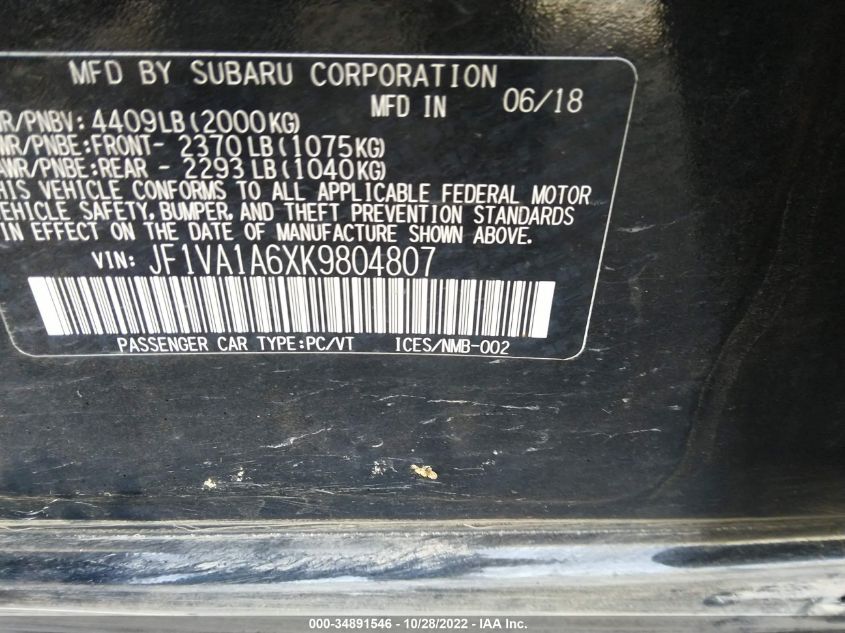 MFD BY SUBARU CORPORATION
MFD IN 06/18
R/PNBV: 4409LB(2000KG)
WR/PNBE:FRONT- 2370LB(1075KG)
AWR/PNBE:REAR - 2293LB(1040KG)
HIS VEHICLE CONFORMS TO ALL APPLICABLE FEDERAL MOTOR
EHICLE SAFETY, BUMPER, AND THEFT PREVENTION STANDARDS
IN EFFECT ON THE DATE OF MANUFACTURE SHOWN ABOVE.
VIN: JF1VA1A6XK9804807
PASSENGER CAR TYPE:PC/VT ICES/NMB-002
000-34891546 - 10/28/2022 - IAA Inc.